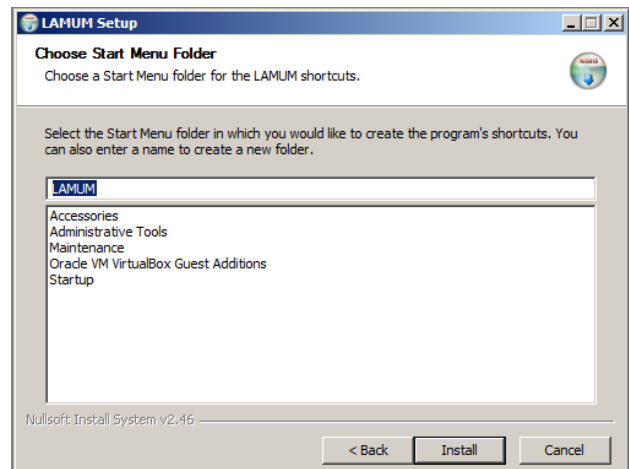 LAMUM Setup
Choose Start Menu Folder
Choose a Start Menu folder for the LAMUM shortcuts.
Select the Start Menu folder in which you would like to create the program's shortcuts. You
can also enter a name to create a new folder.
LAMUM
Accessories
Administrative Tools
Maintenance
Oracle VM VirtualBox Guest Additions
Startup
Nullsoft Install System v2.46
< Back Install Cancel